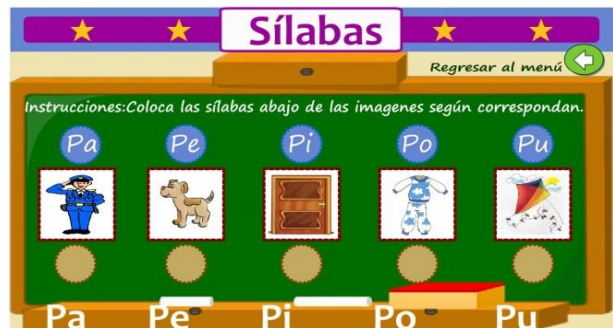 Sílabas
Regresar al menú
Instrucciones:Coloca las sílabas abajo de las imagenes según correspondan.
Pa Pe Pi Po Pu
Pa Pe Pi Po Pu